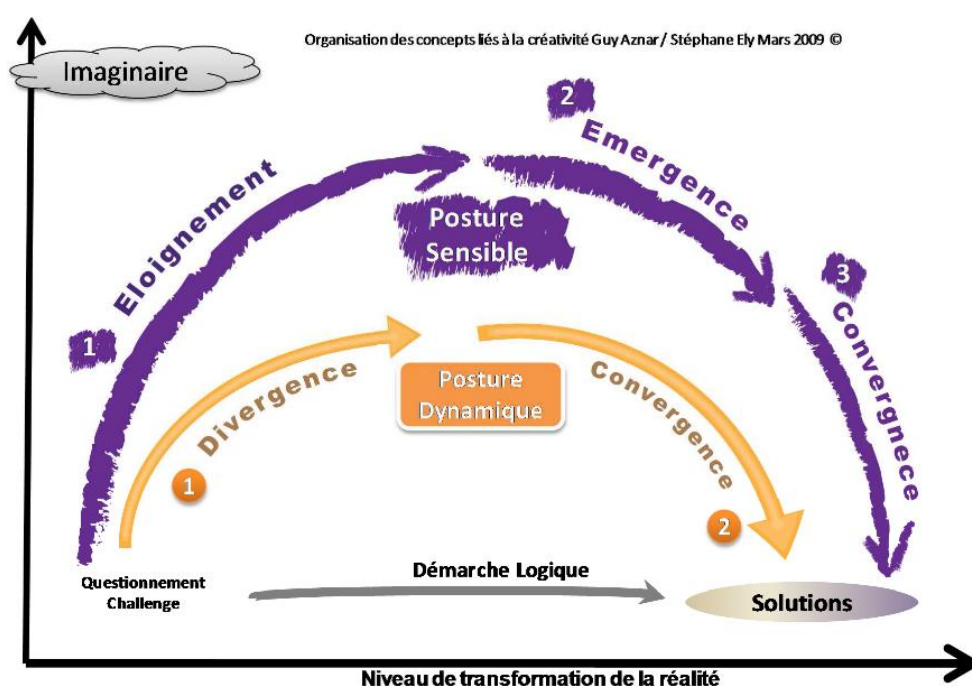 Organisation des concepts liés à la créativité Guy Aznar / Stéphane Ely Mars 2009 ©
Imaginaire
2
Emergence
1
Eloignement
Posture
Sensible
3
Convergnece
1
Divergence
Posture
Dynamique
Convergence
2
Questionnement
Challenge
Démarche Logique
Solutions
Niveau de transformation de la réalité